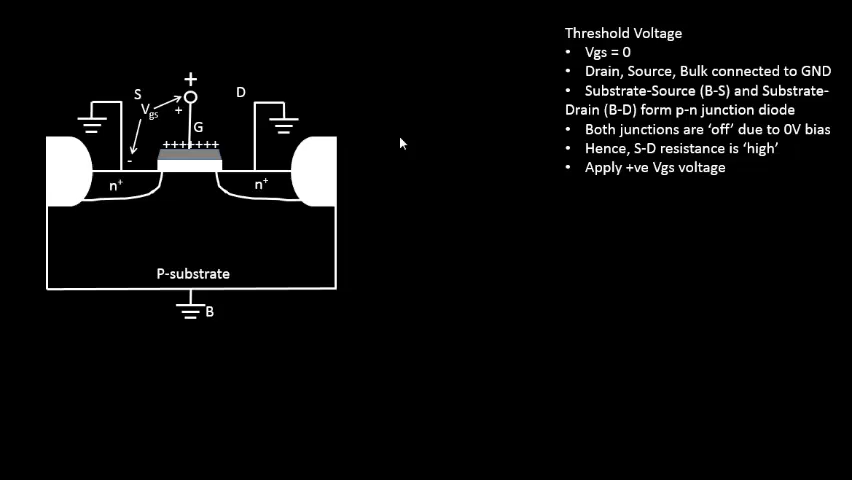 Threshold Voltage
• Vgs = 0
• Drain, Source, Bulk connected to GND
• Substrate-Source (B-S) and Substrate-
Drain (B-D) form p-n junction diode
• Both junctions are ‘off’ due to 0V bias
• Hence, S-D resistance is ‘high’
• Apply +ve Vgs voltage
+
S
D
Vgs
+
G
+++++++
-
n+
n+
P-substrate
B